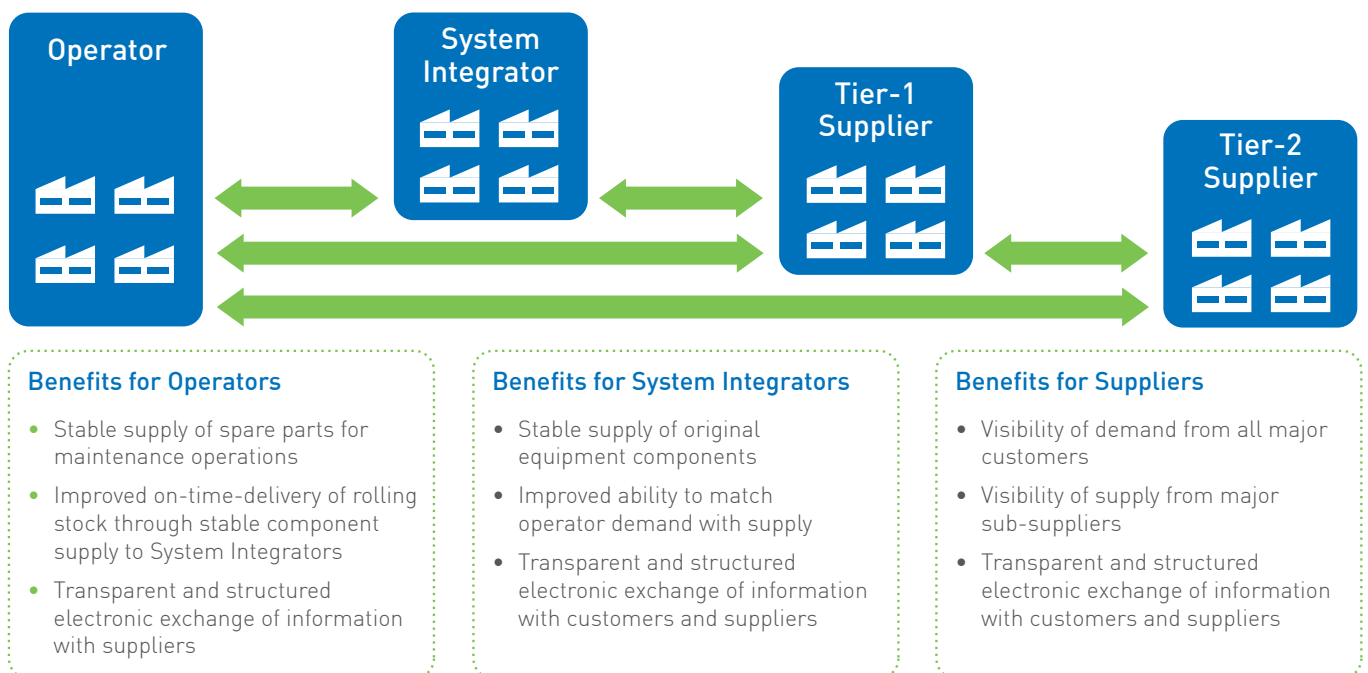 Operator
System
Integrator
Tier-1
Supplier
Tier-2
Supplier
Benefits for Operators
• Stable supply of spare parts for
maintenance operations
• Improved on-time-delivery of rolling
stock through stable component
supply to System Integrators
• Transparent and structured
electronic exchange of information
with suppliers
Benefits for System Integrators
• Stable supply of original
equipment components
• Improved ability to match
operator demand with supply
• Transparent and structured
electronic exchange of information
with customers and suppliers
Benefits for Suppliers
• Visibility of demand from all major
customers
• Visibility of supply from major
sub-suppliers
• Transparent and structured
electronic exchange of information
with customers and suppliers